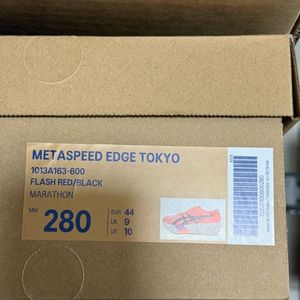 METASPEED EDGE TOKYO
1013A163-600
FLASH RED/BLACK
MARATHON
MM 280
EUR 44
UK 9
US 10